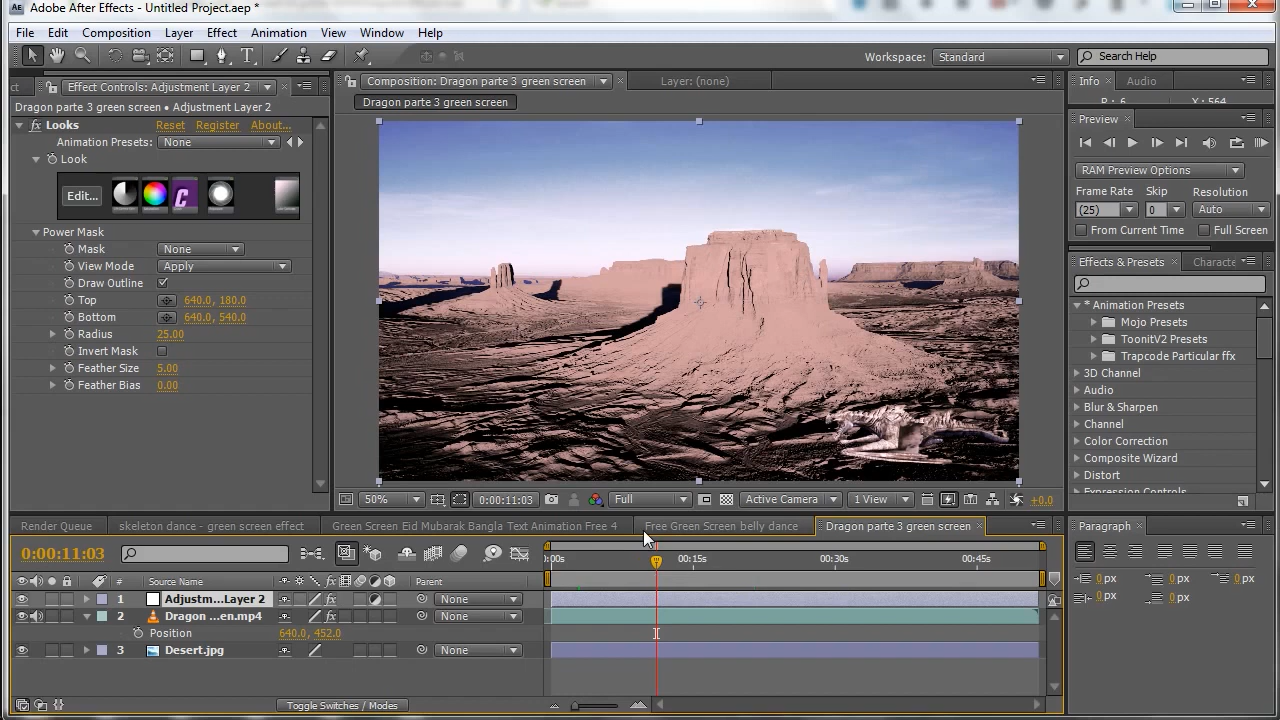 Adobe After Effects - Untitled Project.aep *
File Edit Composition Layer Effect Animation View Window Help
Workspace: Standard Search Help
ct Effect Controls: Adjustment Layer 2
Composition: Dragon parte 3 green screen Layer: (none)
Info Audio
Dragon parte 3 green screen • Adjustment Layer 2
Dragon parte 3 green screen
fx Looks Reset Register About...
Animation Presets: None
Look
Edit...
Power Mask
Mask None
View Mode Apply
Draw Outline
Top 640.0, 180.0
Bottom 640.0, 540.0
Radius 25.00
Invert Mask
Feather Size 5.00
Feather Bias 0.00
Preview
RAM Preview Options
Frame Rate Skip Resolution
(25) 0 Auto
From Current Time Full Screen
Effects & Presets Characte
* Animation Presets
Mojo Presets
ToonitV2 Presets
Trapcode Particular ffx
3D Channel
Audio
Blur & Sharpen
Channel
Color Correction
Composite Wizard
Distort
Expression Controls
50% 0:00:11:03 Full Active Camera 1 View +0.0
Render Queue skeleton dance - green screen effect Green Screen Eid Mubarak Bangla Text Animation Free 4 Free Green Screen belly dance Dragon parte 3 green screen
0:00:11:03
:00s 00:15s 00:30s 00:45s
# Source Name Parent
1 Adjustm...Layer 2 None
2 Dragon ...en.mp4 None
Position 640.0, 452.0
3 Desert.jpg None
Toggle Switches / Modes
Paragraph
0 px 0 px 0 px
0 px 0 px